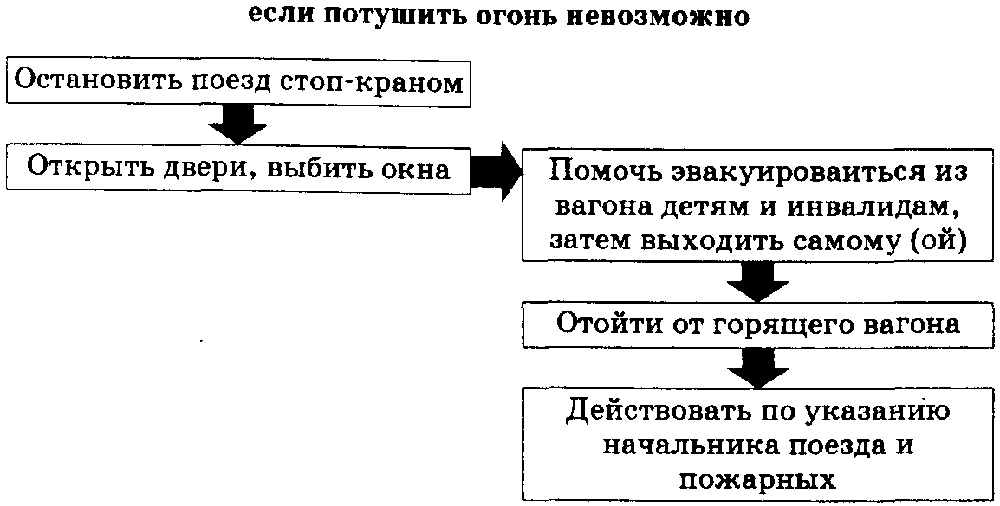 если потушить огонь невозможно
Остановить поезд стоп-краном
Открыть двери, выбить окна
Помочь эвакуироваиться из
вагона детям и инвалидам,
затем выходить самому (ой)
Отойти от горящего вагона
Действовать по указанию
начальника поезда и
пожарных